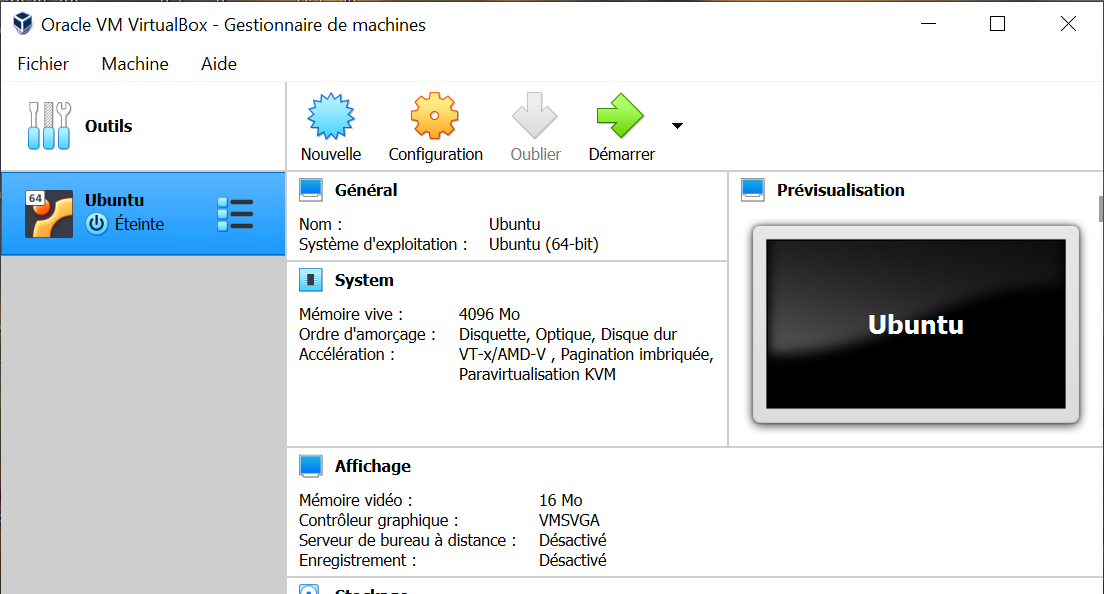 Oracle VM VirtualBox - Gestionnaire de machines
Fichier Machine Aide
Outils
Nouvelle Configuration Oublier Démarrer
64
Ubuntu
Éteinte
Général
Nom : Ubuntu
Système d'exploitation : Ubuntu (64-bit)
System
Mémoire vive : 4096 Mo
Ordre d'amorçage : Disquette, Optique, Disque dur
Accélération : VT-x/AMD-V , Pagination imbriquée,
Paravirtualisation KVM
Prévisualisation
Ubuntu
Affichage
Mémoire vidéo : 16 Mo
Contrôleur graphique : VMSVGA
Serveur de bureau à distance : Désactivé
Enregistrement : Désactivé